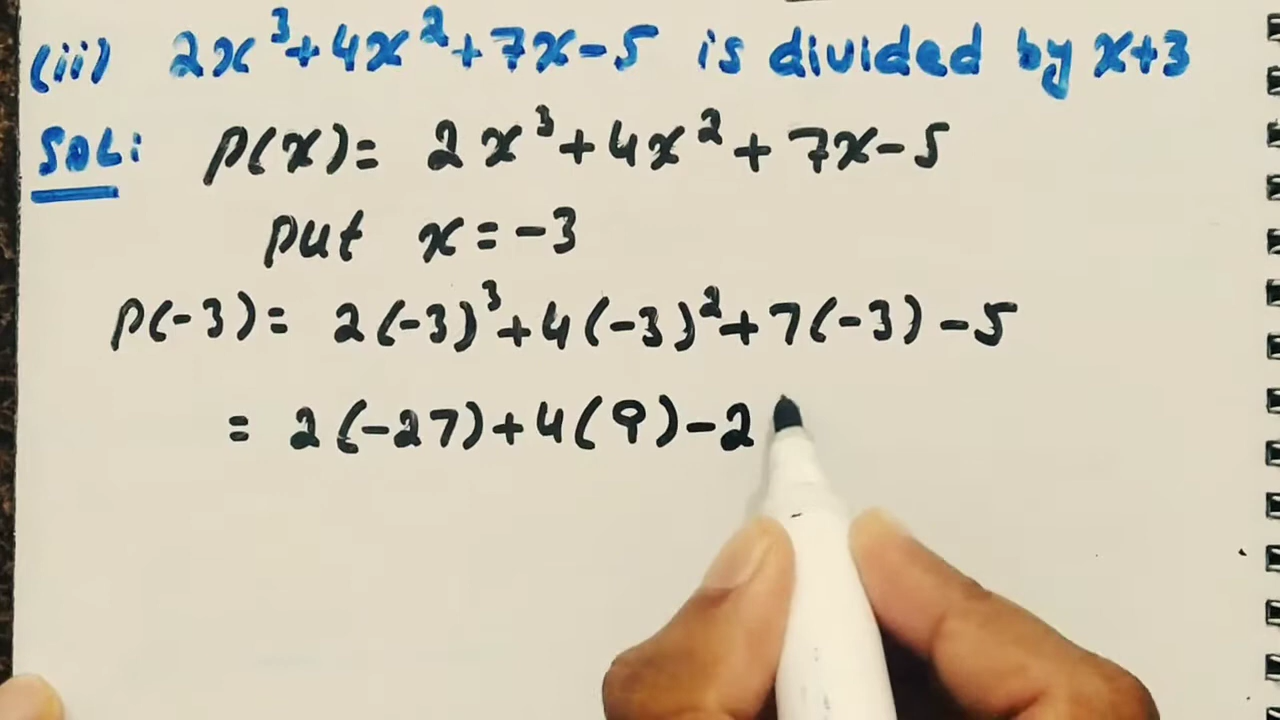 (iii) 2x³+4x²+7x-5 is divided by x+3
SOL: P(x)= 2x³+4x²+7x-5
put x=-3
P(-3)= 2(-3)³+4(-3)²+7(-3)-5
= 2(-27)+4(9)-2